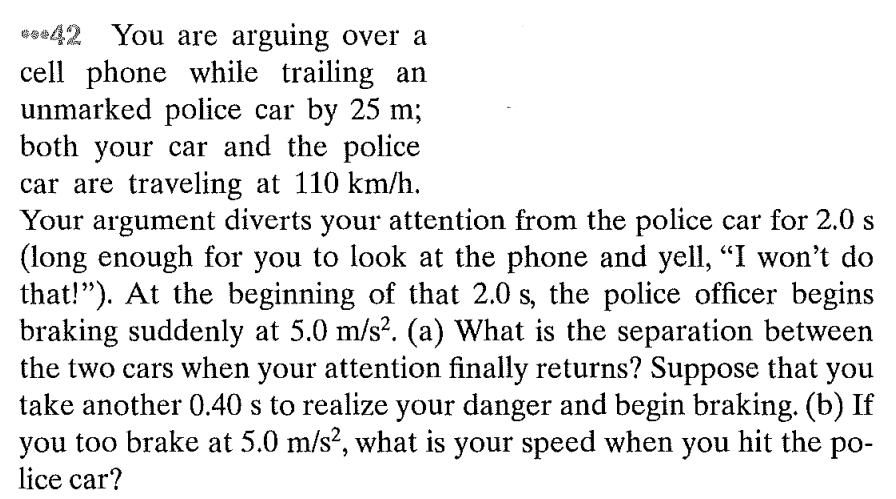 •••42 You are arguing over a
cell phone while trailing an
unmarked police car by 25 m;
both your car and the police
car are traveling at 110 km/h.
Your argument diverts your attention from the police car for 2.0 s
(long enough for you to look at the phone and yell, “I won’t do
that!”). At the beginning of that 2.0 s, the police officer begins
braking suddenly at 5.0 m/s². (a) What is the separation between
the two cars when your attention finally returns? Suppose that you
take another 0.40 s to realize your danger and begin braking. (b) If
you too brake at 5.0 m/s², what is your speed when you hit the po-
lice car?